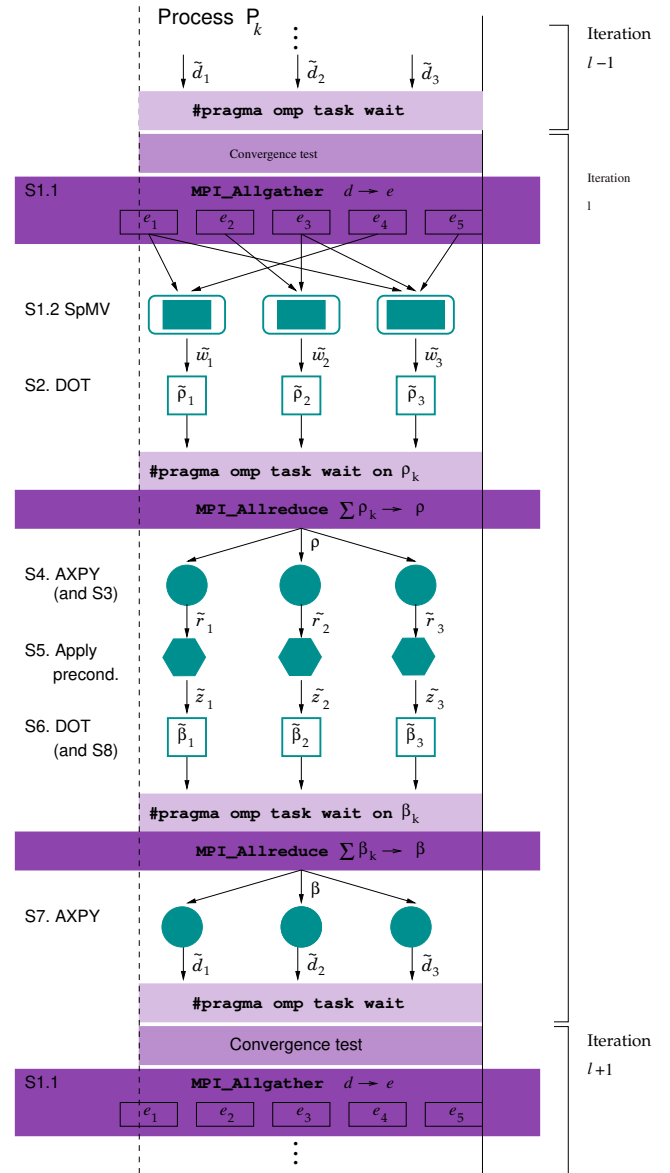 Process P_k
Iteration
l −1
d̃_1 d̃_2 d̃_3
#pragma omp task wait
Convergence test
Iteration
l
S1.1 MPI_Allgather d → e
e_1 e_2 e_3 e_4 e_5
S1.2 SpMV
w̃_1 w̃_2 w̃_3
S2. DOT
ρ̃_1 ρ̃_2 ρ̃_3
#pragma omp task wait on ρ_k
MPI_Allreduce ∑ ρ_k → ρ
ρ
S4. AXPY
(and S3)
r̃_1 r̃_2 r̃_3
S5. Apply
precond.
z̃_1 z̃_2 z̃_3
S6. DOT
(and S8)
β̃_1 β̃_2 β̃_3
#pragma omp task wait on β_k
MPI_Allreduce ∑ β_k → β
β
S7. AXPY
d̃_1 d̃_2 d̃_3
#pragma omp task wait
Convergence test
Iteration
l +1
S1.1 MPI_Allgather d → e
e_1 e_2 e_3 e_4 e_5